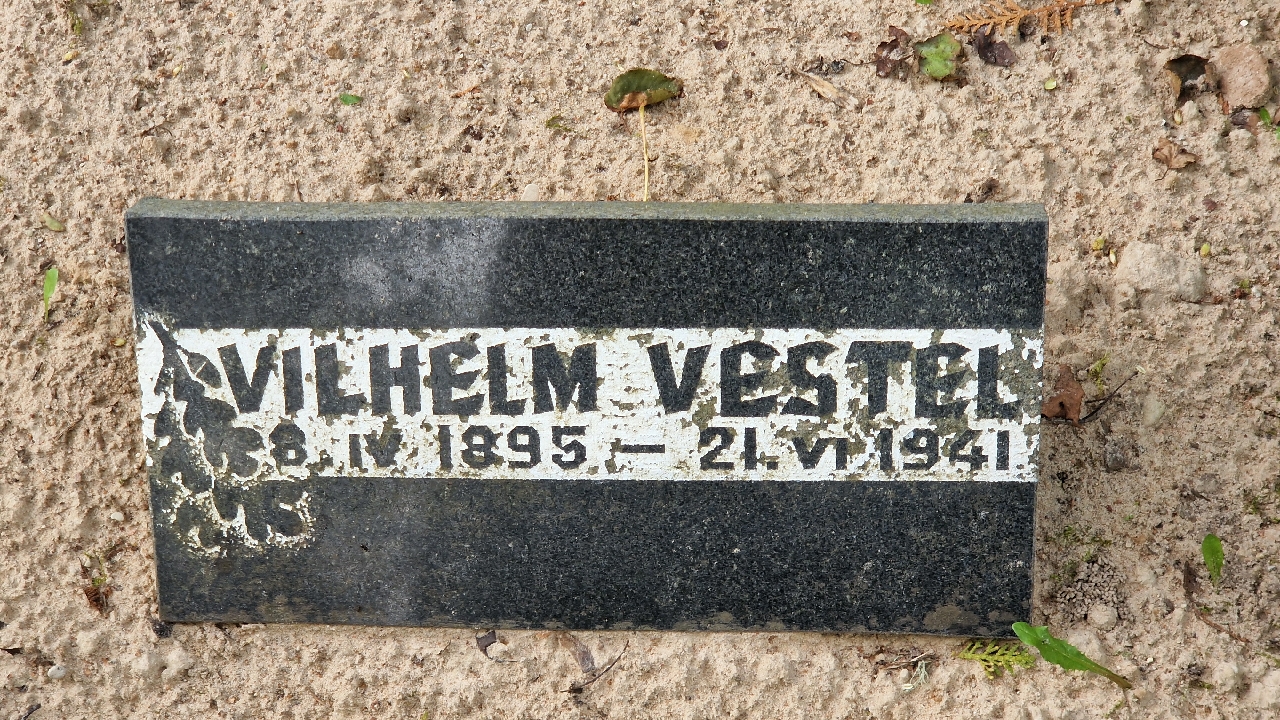 VILHELM VESTEL
8. IV 1895 — 21. VI 1941